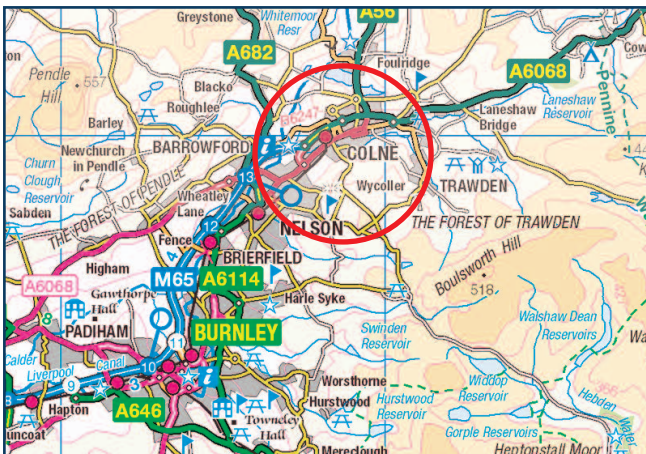 Greystone
Whitemoor
Resr
A56
A682
Foulridge
Pendle
Hill
557
Blacko
A6068
Roughlee
Laneshaw
Reservoir
Pennine
Barley
B6247
Laneshaw
Bridge
Newchurch
in Pendle
BARROWFORD
COLNE
Churn
Clough
Reservoir
13
Wycoller
TRAWDEN
Wheatley
Lane
Sabden
THE FOREST OF PENDLE
12
THE FOREST OF TRAWDEN
Fence
NELSON
BRIERFIELD
Boulsworth Hill
518
Higham
M65
A6114
A6068
Gawthorpe
Hall
Harle Syke
8
PADIHAM
BURNLEY
Swinden
Reservoir
Walshaw Dean
Reservoirs
11
Calder
Liverpool
Canal
10
9
3
Worsthorne
Widdop
Reservoir
Hebden
Water
8
Hapton
A646
Hurstwood
Hurstwood
Reservoir
Towneley
Hall
Gorple Reservoirs
Mereclough
Heptonstall Moor